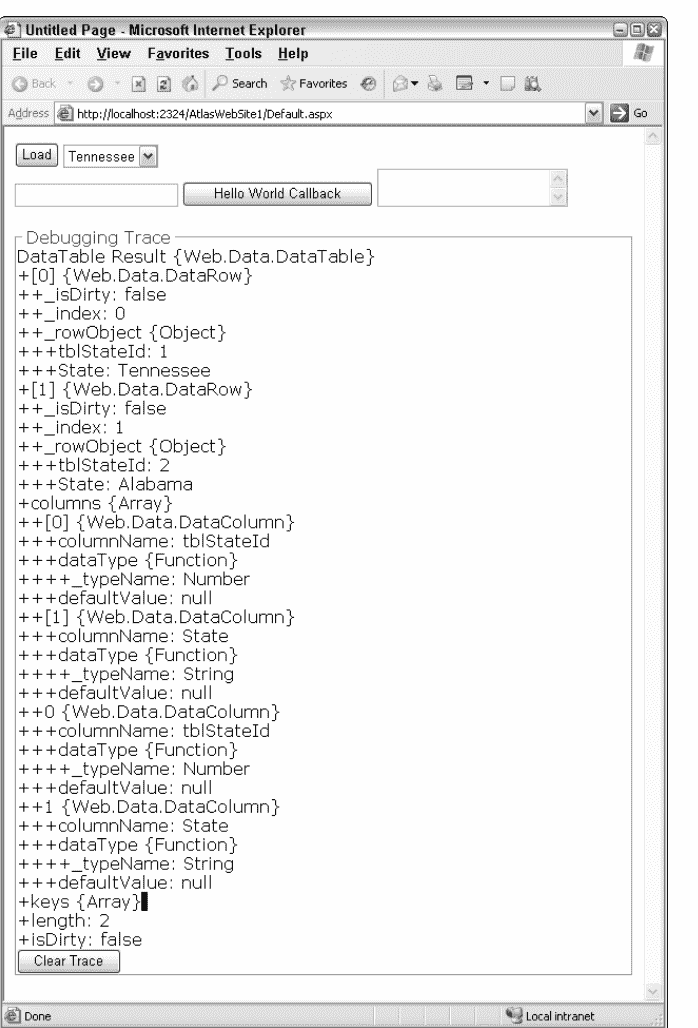 Untitled Page - Microsoft Internet Explorer
File Edit View Favorites Tools Help
Back Search Favorites
Address http://localhost:2324/AtlasWebSite1/Default.aspx Go
Load Tennessee
Hello World Callback
Debugging Trace
DataTable Result {Web.Data.DataTable}
+[0] {Web.Data.DataRow}
++_isDirty: false
++_index: 0
++_rowObject {Object}
+++tblStateId: 1
+++State: Tennessee
+[1] {Web.Data.DataRow}
++_isDirty: false
++_index: 1
++_rowObject {Object}
+++tblStateId: 2
+++State: Alabama
+columns {Array}
++[0] {Web.Data.DataColumn}
+++columnName: tblStateId
+++dataType {Function}
++++_typeName: Number
+++defaultValue: null
++[1] {Web.Data.DataColumn}
+++columnName: State
+++dataType {Function}
++++_typeName: String
+++defaultValue: null
++0 {Web.Data.DataColumn}
+++columnName: tblStateId
+++dataType {Function}
++++_typeName: Number
+++defaultValue: null
++1 {Web.Data.DataColumn}
+++columnName: State
+++dataType {Function}
++++_typeName: String
+++defaultValue: null
+keys {Array}
+length: 2
+isDirty: false
Clear Trace
Done Local intranet